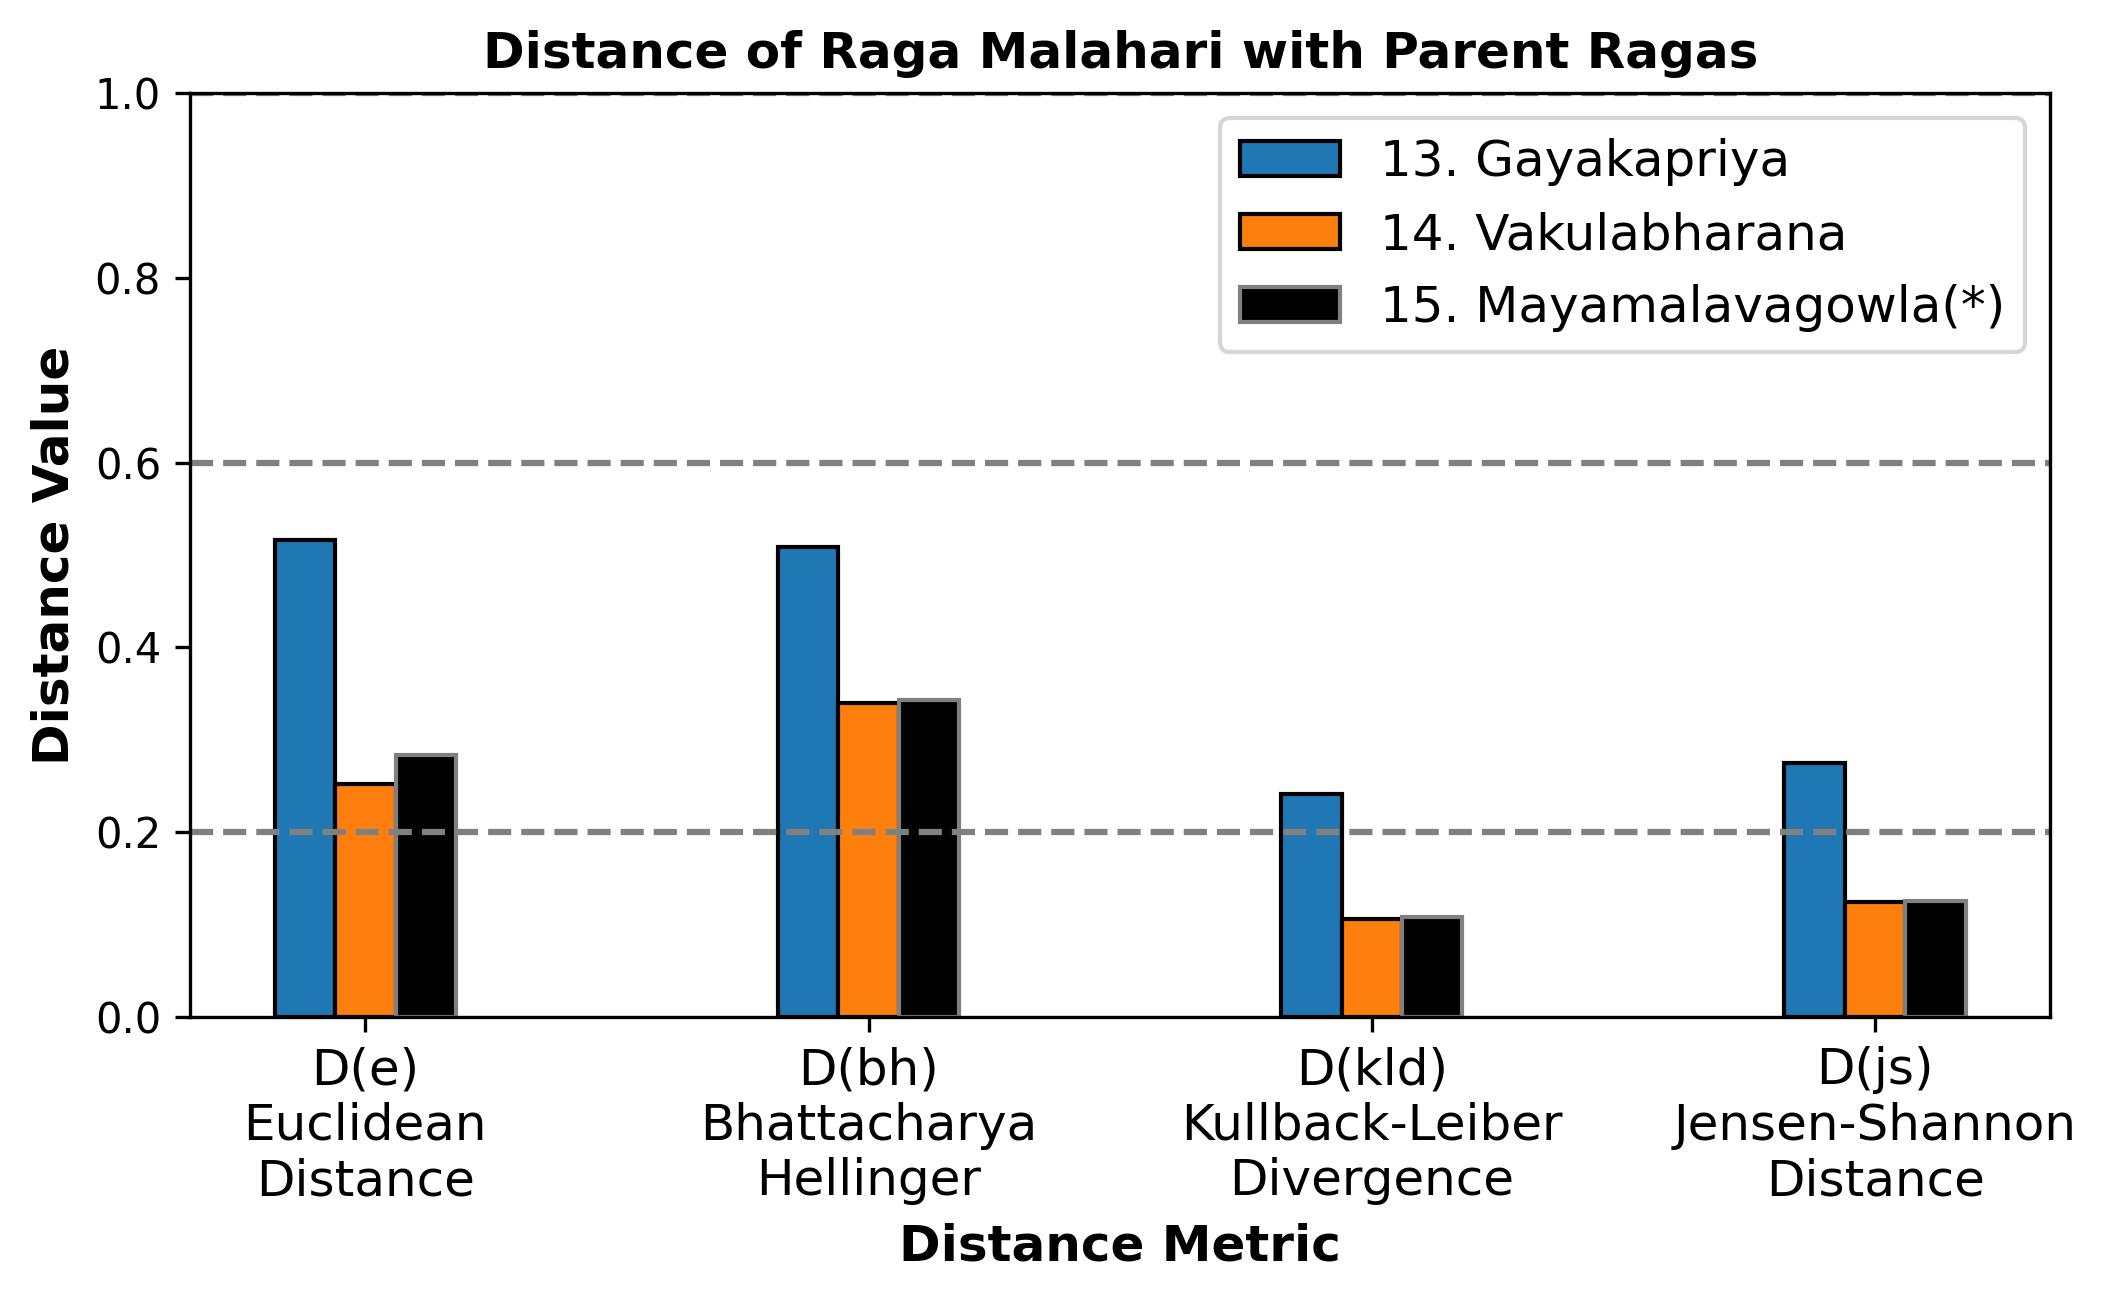 Distance of Raga Malahari with Parent Ragas
1.0
0.8
0.6
0.4
0.2
0.0
Distance Value
13. Gayakapriya
14. Vakulabharana
15. Mayamalavagowla(*)
D(e)
Euclidean
Distance
D(bh)
Bhattacharya
Hellinger
D(kld)
Kullback-Leiber
Divergence
D(js)
Jensen-Shannon
Distance
Distance Metric